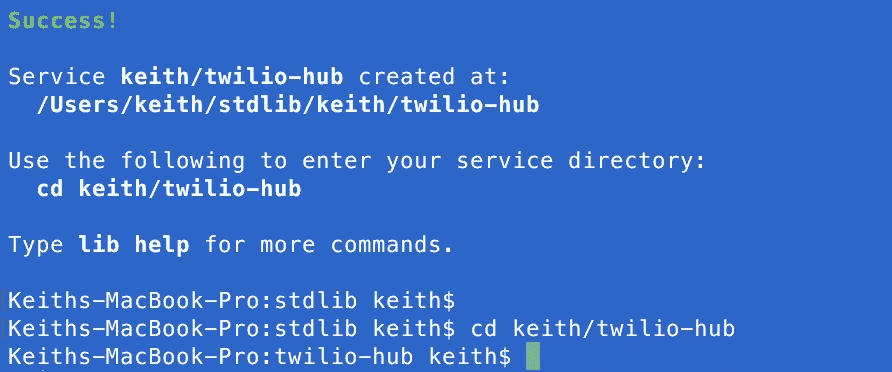 Success!
Service keith/twilio-hub created at:
/Users/keith/stdlib/keith/twilio-hub
Use the following to enter your service directory:
cd keith/twilio-hub
Type lib help for more commands.
Keiths-MacBook-Pro:stdlib keith$
Keiths-MacBook-Pro:stdlib keith$ cd keith/twilio-hub
Keiths-MacBook-Pro:twilio-hub keith$